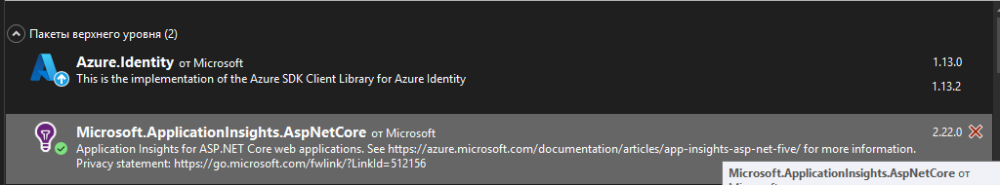 Пакеты верхнего уровня (2)
Azure.Identity от Microsoft
1.13.0
This is the implementation of the Azure SDK Client Library for Azure Identity
1.13.2
Microsoft.ApplicationInsights.AspNetCore от Microsoft
2.22.0
Application Insights for ASP.NET Core web applications. See https://azure.microsoft.com/documentation/articles/app-insights-asp-net-five/ for more information.
Privacy statement: https://go.microsoft.com/fwlink/?LinkId=512156
Microsoft.ApplicationInsights.AspNetCore от